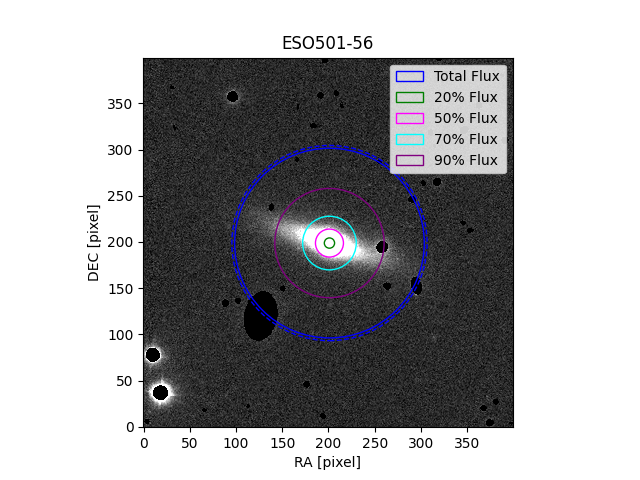 ESO501-56
Total Flux
20% Flux
50% Flux
70% Flux
90% Flux
DEC [pixel]
350
300
250
200
150
100
50
0
0 50 100 150 200 250 300 350
RA [pixel]